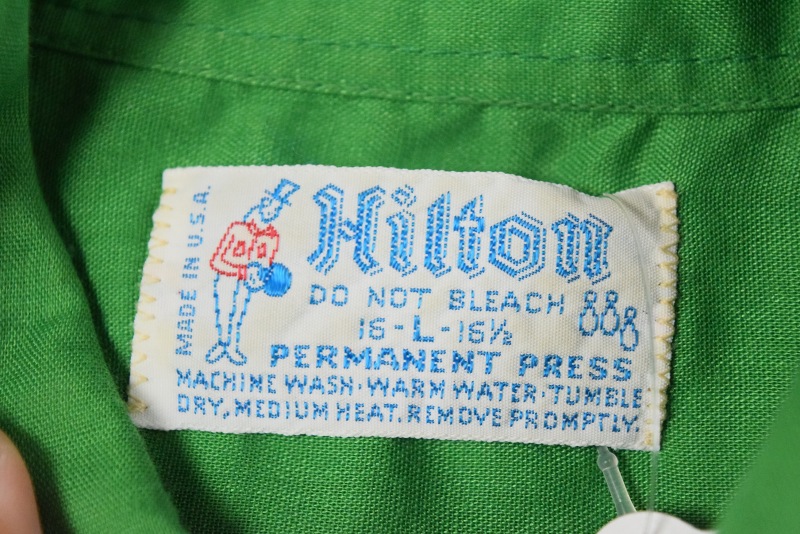 MADE IN U.S.A.
Hilton
DO NOT BLEACH
16-L-16½
PERMANENT PRESS
MACHINE WASH·WARM WATER·TUMBLE
DRY, MEDIUM HEAT. REMOVE PROMPTLY.